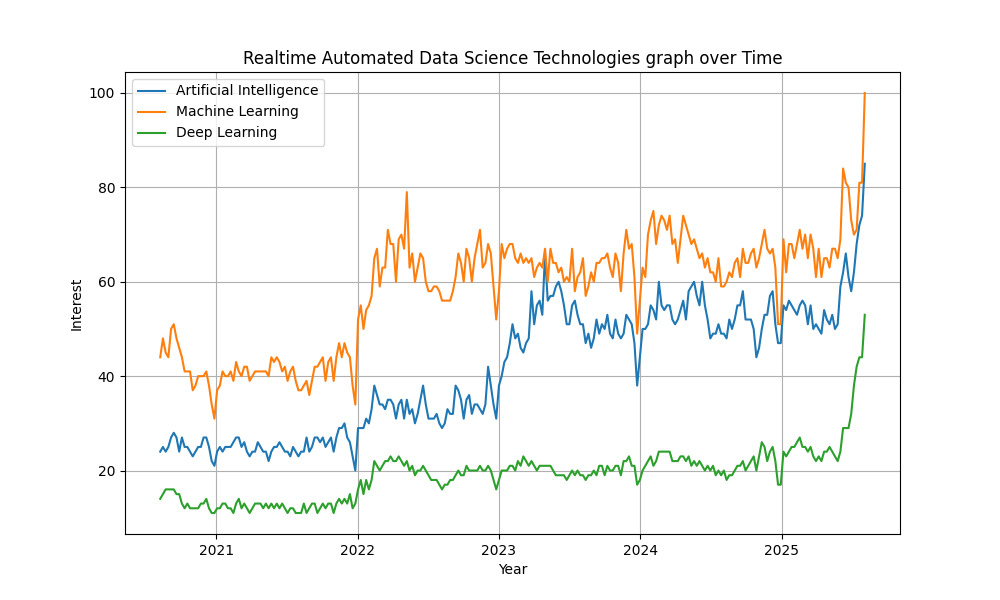 Realtime Automated Data Science Technologies graph over Time
Artificial Intelligence
Machine Learning
Deep Learning
100
80
60
40
20
Interest
2021 2022 2023 2024 2025
Year